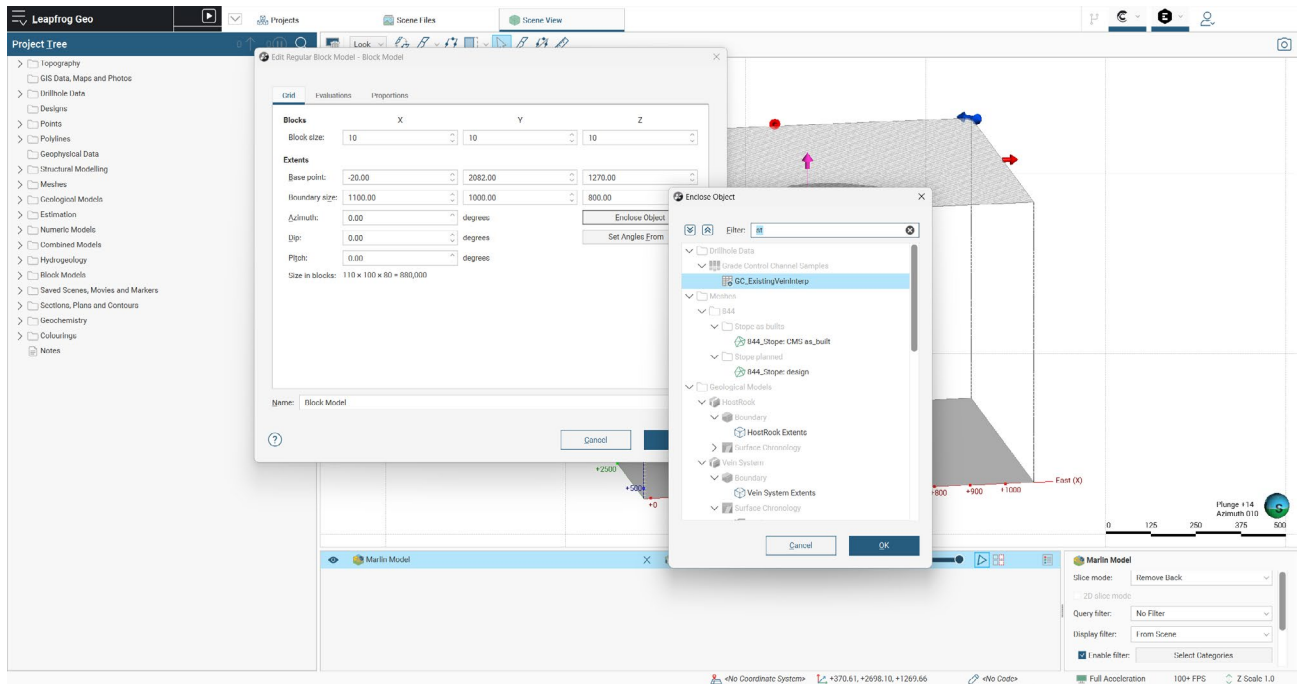 Leapfrog Geo
Projects
Scene Files
Scene View
Project Tree
Look
Topography
GIS Data, Maps and Photos
Drillhole Data
Designs
Points
Polylines
Geophysical Data
Structural Modelling
Meshes
Geological Models
Estimation
Numeric Models
Combined Models
Hydrogeology
Block Models
Saved Scenes, Movies and Markers
Sections, Plans and Contours
Geochemistry
Colourings
Notes
Edit Regular Block Model - Block Model
Grid Evaluations Proportions
Blocks X Y Z
Block size: 10 10 10
Extents
Base point: -20.00 2082.00 1270.00
Boundary size: 1100.00 1000.00 800.00
Azimuth: 0.00 degrees Enclose Object
Dip: 0.00 degrees Set Angles From
Pitch: 0.00 degrees
Size in blocks: 110 × 100 × 80 = 880,000
Name: Block Model
Cancel
Enclose Object
Filter: st
Drillhole Data
Grade Control Channel Samples
GC_ExistingVeinInterp
Meshes
844
Stope as builts
844_Stope: CMS as_built
Stope planned
844_Stope: design
Geological Models
HostRock
Boundary
HostRock Extents
Surface Chronology
Vein System
Boundary
Vein System Extents
Surface Chronology
Cancel OK
+2500
+500
+0
+800 +900 +1000
East (X)
Plunge +14
Azimuth 010
S
0 125 250 375 500
Marlin Model
Marlin Model
Slice mode: Remove Back
2D slice mode
Query filter: No Filter
Display filter: From Scene
Enable filter: Select Categories
<No Coordinate System> +370.61, +2698.10, +1269.66 <No Code> Full Acceleration 100+ FPS Z Scale 1.0